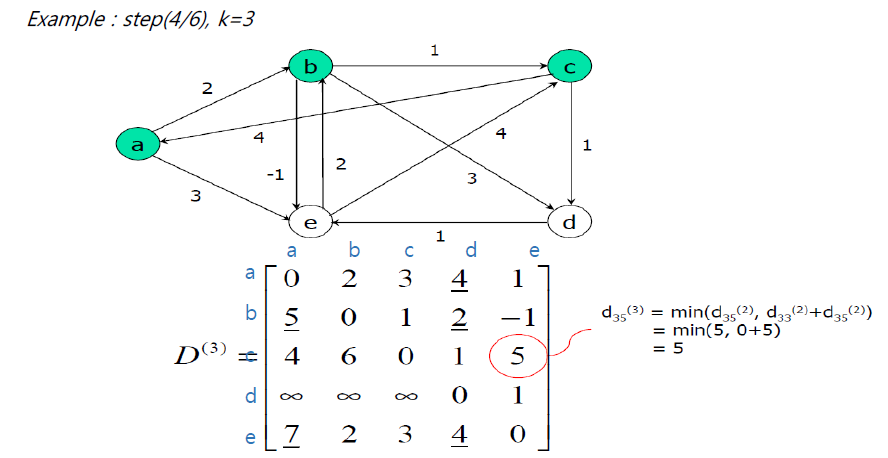 Example : step(4/6), k=3
1
b
c
2
4
4
1
a
-1
2
3
3
e
d
1
a b c d e
a 0 2 3 4 1
b 5 0 1 2 −1
D⁽³⁾ = c 4 6 0 1 5
d ∞ ∞ ∞ 0 1
e 7 2 3 4 0
d₃₅⁽³⁾ = min(d₃₅⁽²⁾, d₃₃⁽²⁾+d₃₅⁽²⁾)
= min(5, 0+5)
= 5